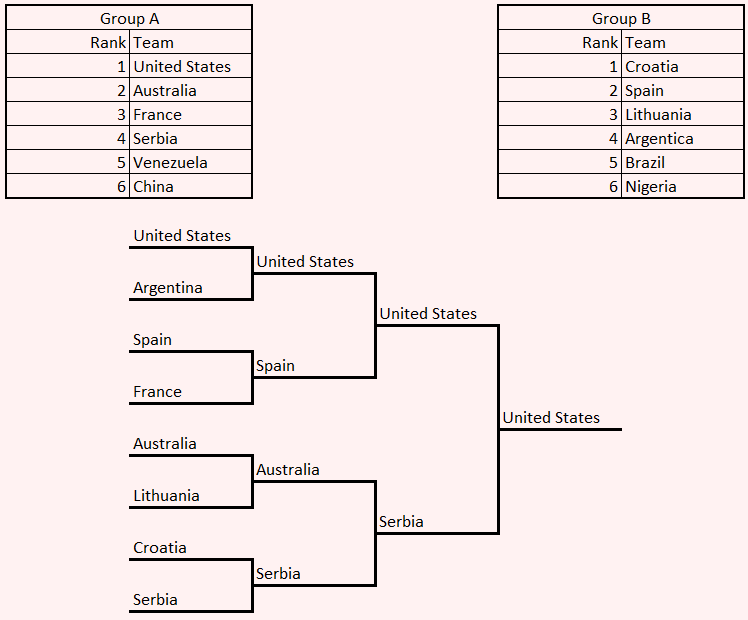 Group A
Rank Team
1 United States
2 Australia
3 France
4 Serbia
5 Venezuela
6 China
Group B
Rank Team
1 Croatia
2 Spain
3 Lithuania
4 Argentica
5 Brazil
6 Nigeria
United States
United States
Argentina
United States
Spain
Spain
France
United States
Australia
Australia
Lithuania
Serbia
Croatia
Serbia
Serbia